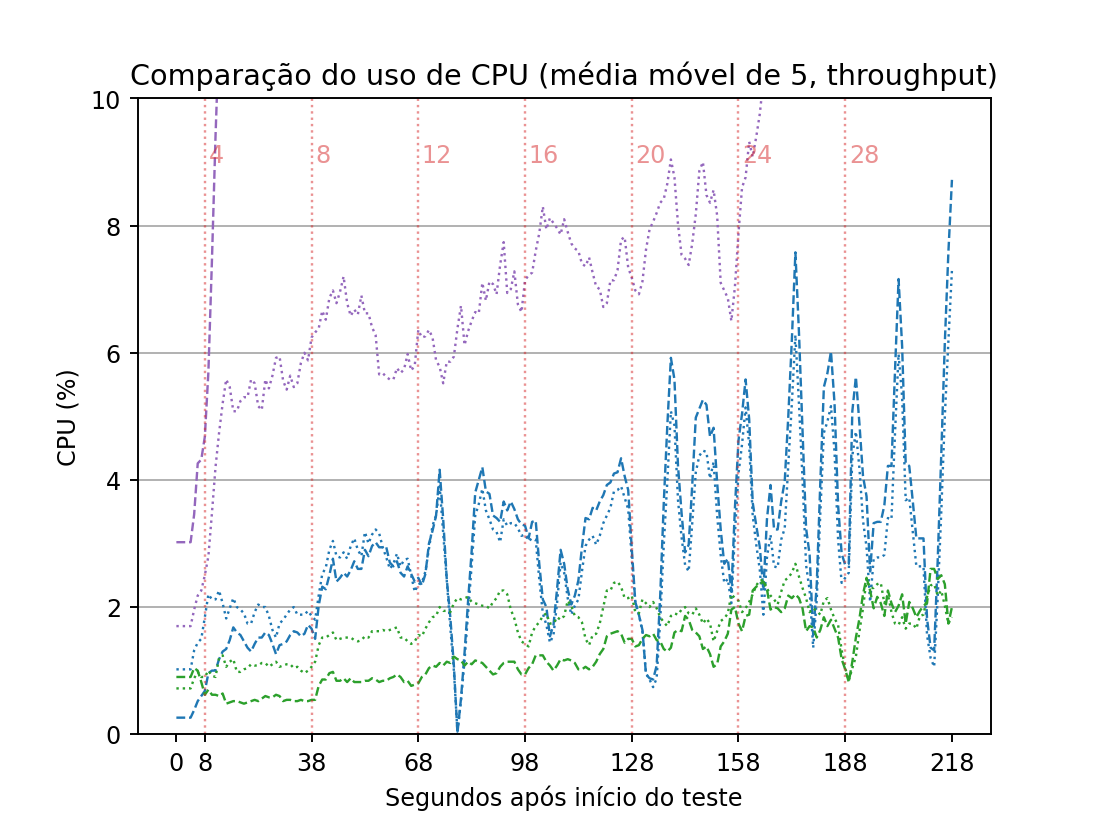 Comparação do uso de CPU (média móvel de 5, throughput)
10
8
6
4
2
0
CPU (%)
4 8 12 16 20 24 28
0 8 38 68 98 128 158 188 218
Segundos após início do teste